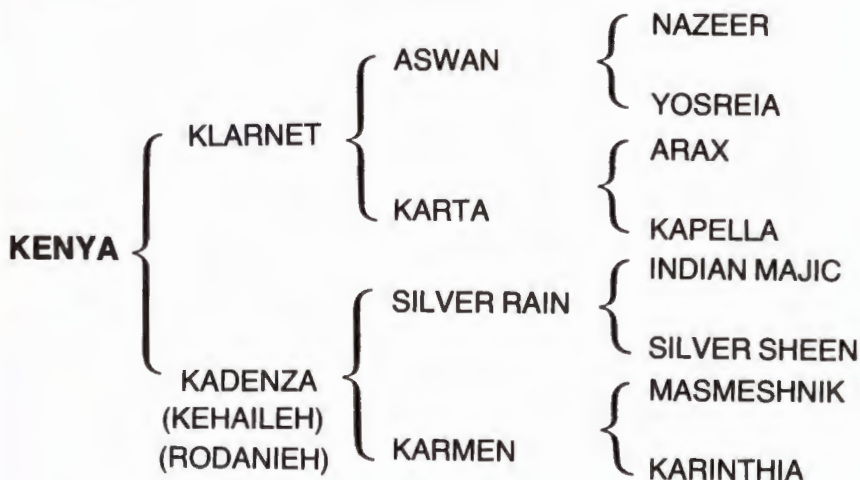 NAZEER
ASWAN
YOSREIA
KLARNET
ARAX
KARTA
KAPELLA
KENYA
INDIAN MAJIC
SILVER RAIN
SILVER SHEEN
KADENZA
(KEHAILEH)
(RODANIEH)
MASMESHNIK
KARMEN
KARINTHIA